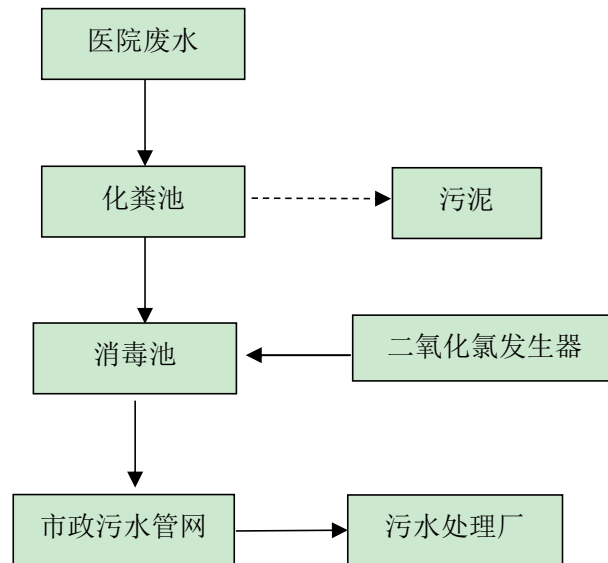 医院废水
化粪池
污泥
消毒池
二氧化氯发生器
市政污水管网
污水处理厂